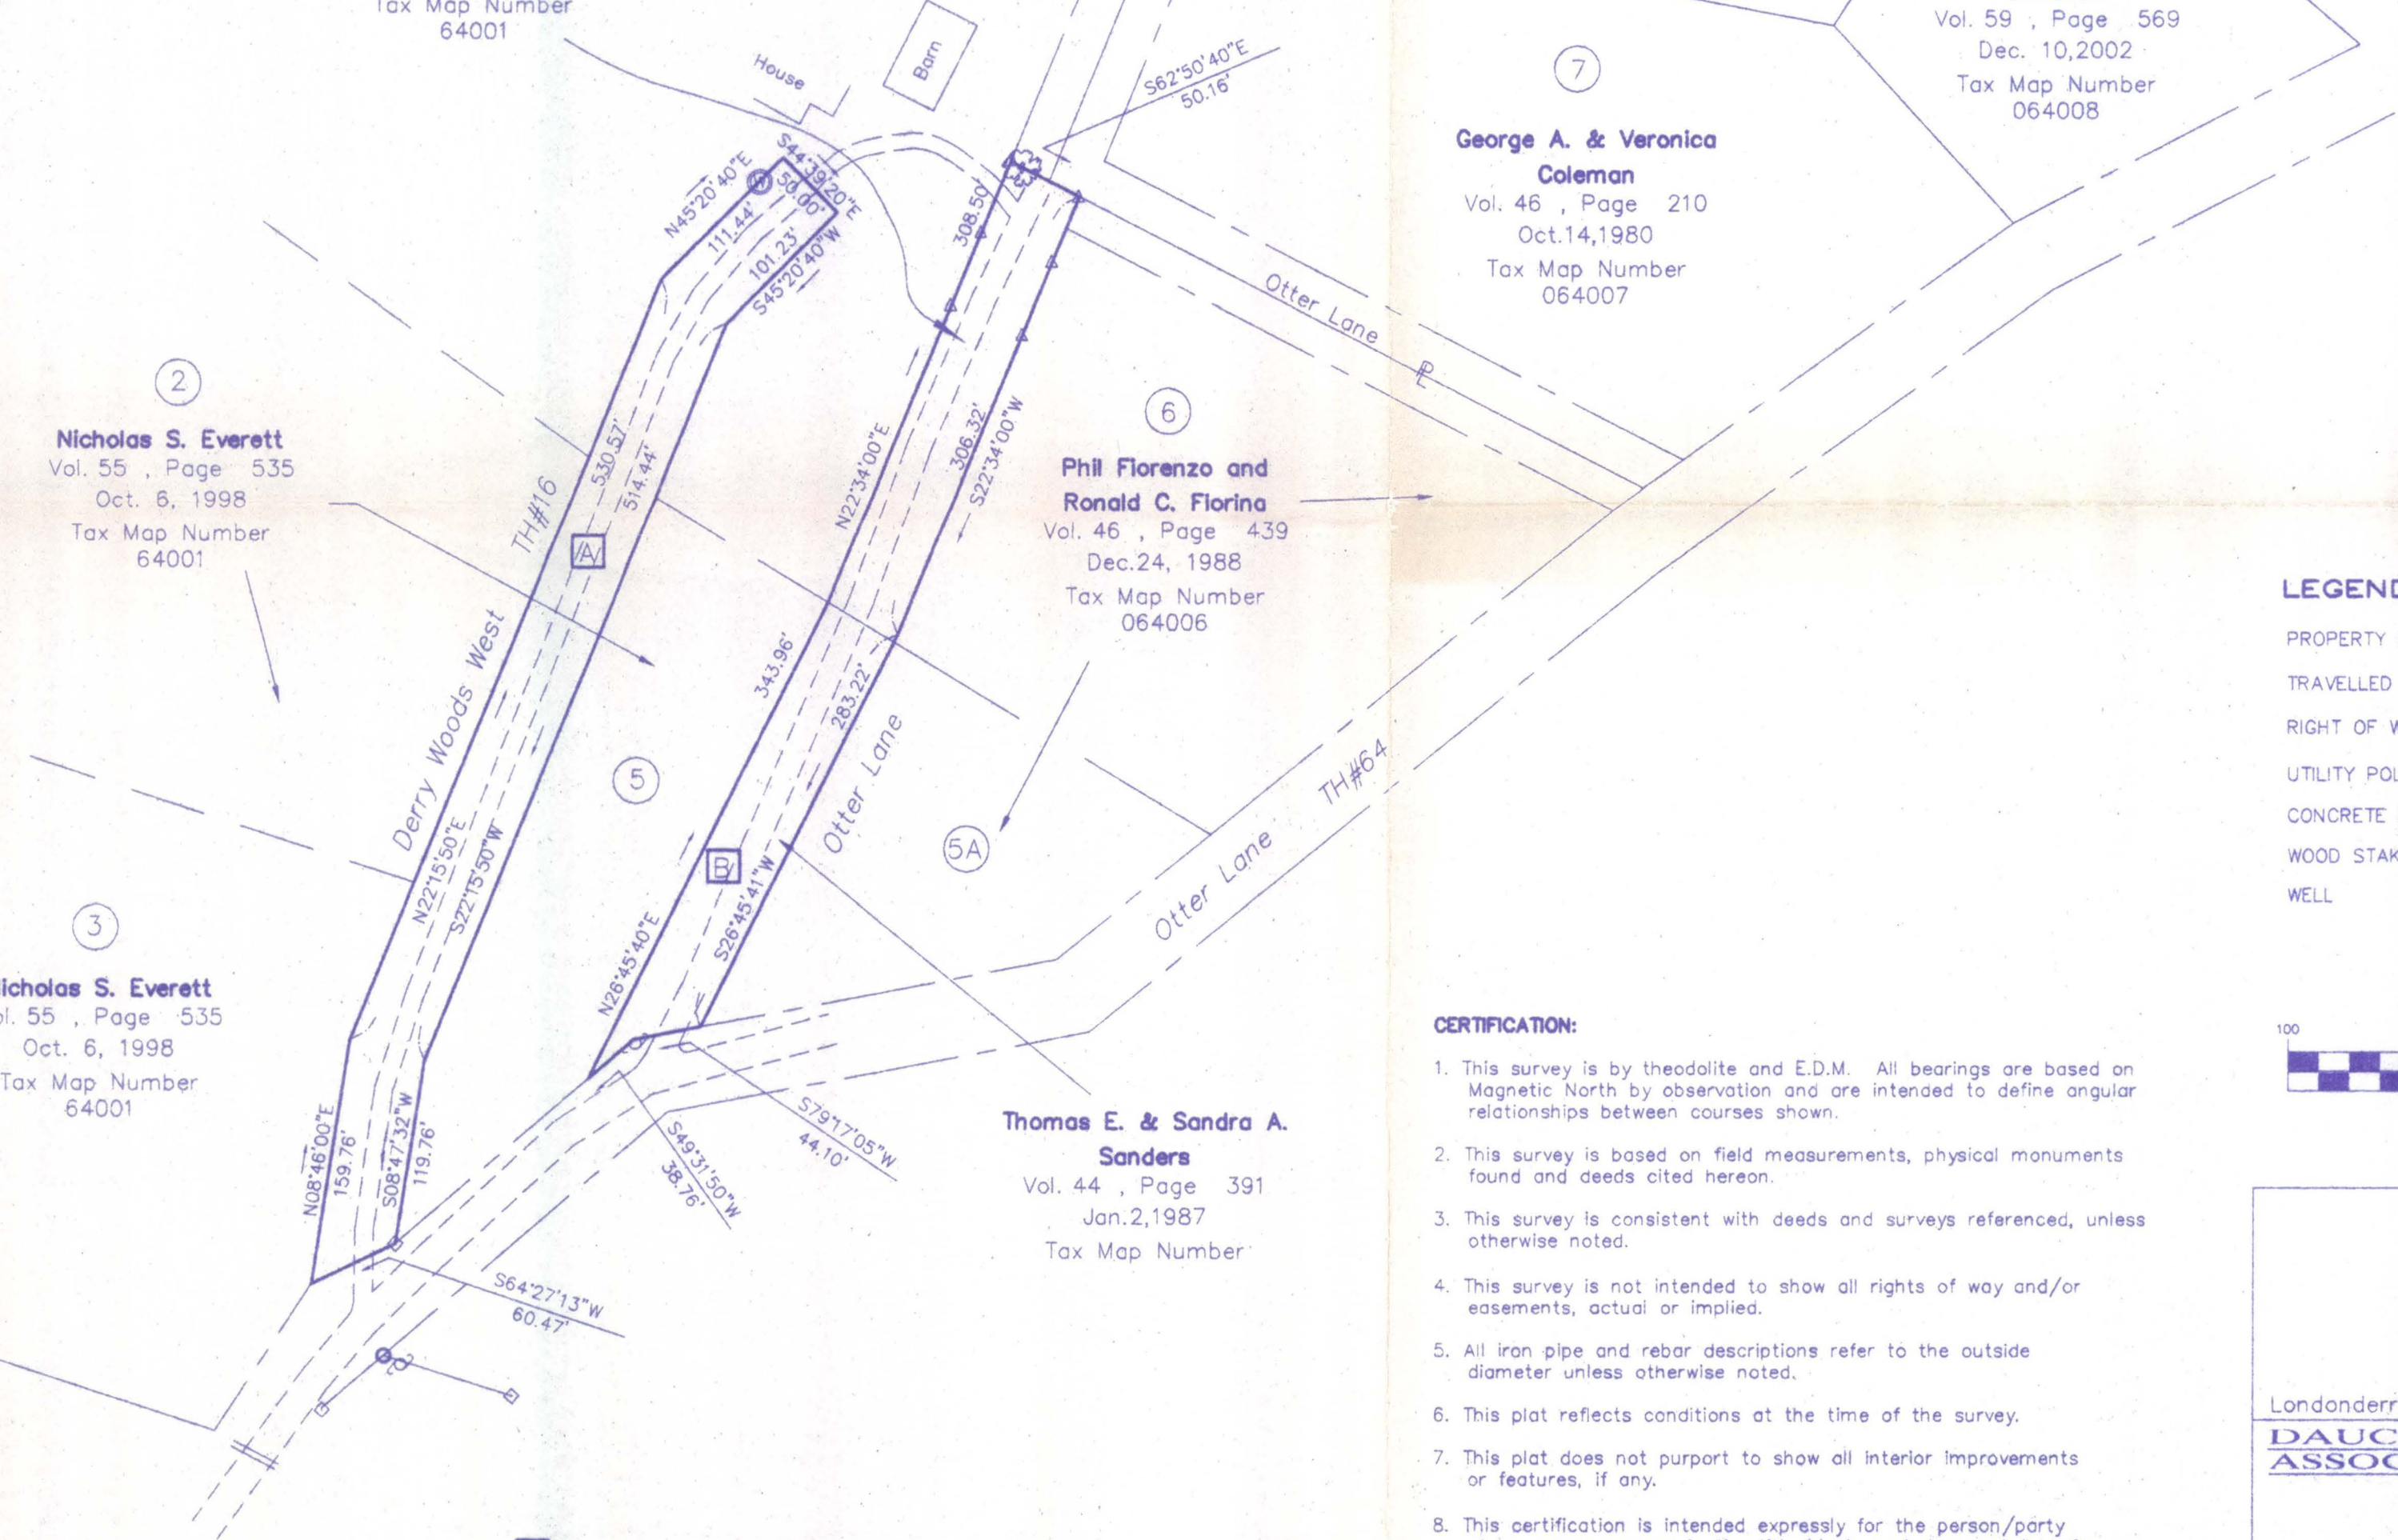 Tax Map Number
64001
House
Barn
S62°50'40"E
50.16'
7
George A. & Veronica
Coleman
Vol. 46 , Page 210
Oct.14,1980
Tax Map Number
064007
Vol. 59 , Page 569
Dec. 10,2002
Tax Map Number
064008
N45°20'40"E
111.44'
W
S44°39'20"E
50.00'
101.23'
S45°20'40"W
308.50'
Otter Lane
2
Nicholas S. Everett
Vol. 55 , Page 535
Oct. 6, 1998
Tax Map Number
64001
TH#16
530.57'
514.44'
A
N22°34'00"E
306.32'
S22°34'00"W
6
Phil Fiorenzo and
Ronald C. Fiorina
Vol. 46 , Page 439
Dec.24, 1988
Tax Map Number
064006
Derry Woods West
N22°15'50"E
S22°15'50"W
5
343.96'
283.22'
Otter Lane
B
N26°45'40"E
S26°45'41"W
5A
Otter Lane TH#64
3
icholas S. Everett
ol. 55 , Page 535
Oct. 6, 1998
Tax Map Number
64001
N08°46'00"E
159.76'
S08°47'32"W
119.76'
S79°17'05"W
44.10'
S49°31'50"W
38.76'
S64°27'13"W
60.47'
Thomas E. & Sandra A.
Sanders
Vol. 44 , Page 391
Jan.2,1987
Tax Map Number
LEGEND
PROPERTY
TRAVELLED
RIGHT OF W
UTILITY POL
CONCRETE
WOOD STAK
WELL
100
CERTIFICATION:
1. This survey is by theodolite and E.D.M. All bearings are based on
Magnetic North by observation and are intended to define angular
relationships between courses shown.
2. This survey is based on field measurements, physical monuments
found and deeds cited hereon.
3. This survey is consistent with deeds and surveys referenced, unless
otherwise noted.
4. This survey is not intended to show all rights of way and/or
easements, actual or implied.
5. All iron pipe and rebar descriptions refer to the outside
diameter unless otherwise noted.
6. This plat reflects conditions at the time of the survey.
7. This plat does not purport to show all interior improvements
or features, if any.
8. This certification is intended expressly for the person/party
Londonderr
DAUC
ASSOC